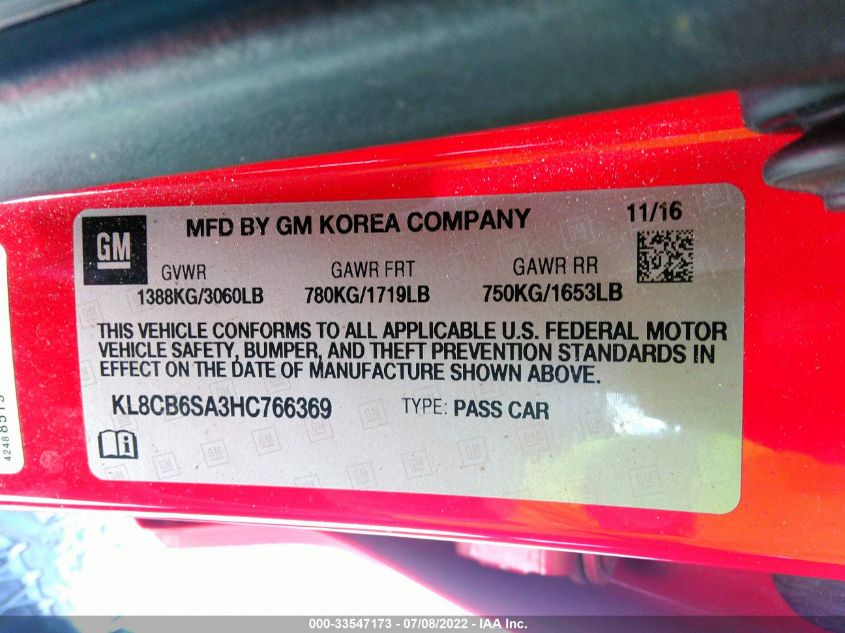 MFD BY GM KOREA COMPANY 11/16
GM
GVWR GAWR FRT GAWR RR
1388KG/3060LB 780KG/1719LB 750KG/1653LB
THIS VEHICLE CONFORMS TO ALL APPLICABLE U.S. FEDERAL MOTOR
VEHICLE SAFETY, BUMPER, AND THEFT PREVENTION STANDARDS IN
EFFECT ON THE DATE OF MANUFACTURE SHOWN ABOVE.
KL8CB6SA3HC766369 TYPE: PASS CAR
42488519
000-33547173 - 07/08/2022 - IAA Inc.